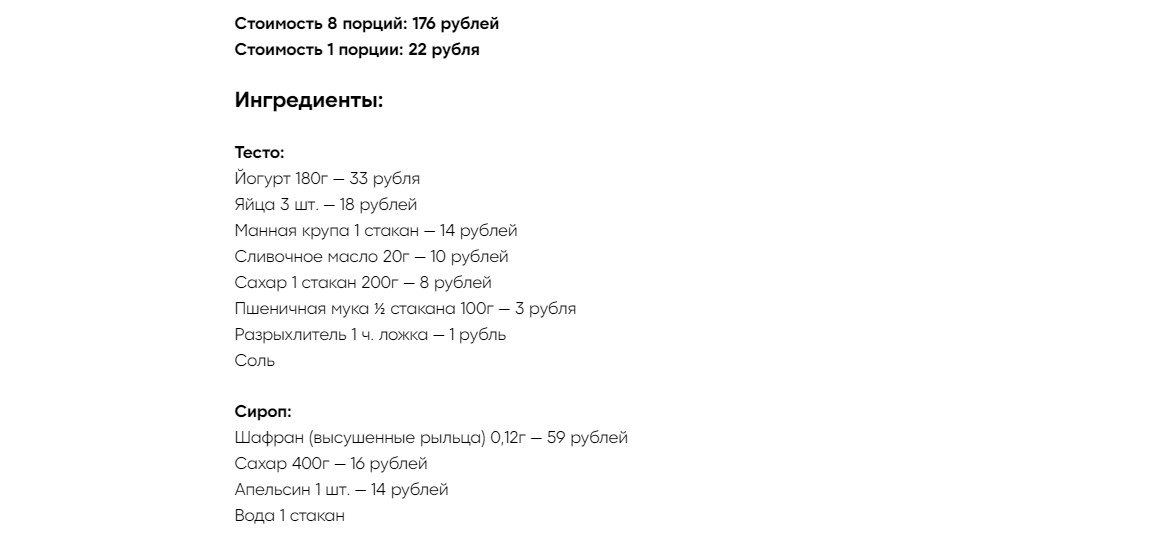 Стоимость 8 порций: 176 рублей
Стоимость 1 порции: 22 рубля
Ингредиенты:
Тесто:
Йогурт 180г — 33 рубля
Яйца 3 шт. — 18 рублей
Манная крупа 1 стакан — 14 рублей
Сливочное масло 20г — 10 рублей
Сахар 1 стакан 200г — 8 рублей
Пшеничная мука ½ стакана 100г — 3 рубля
Разрыхлитель 1 ч. ложка — 1 рубль
Соль
Сироп:
Шафран (высушенные рыльца) 0,12г — 59 рублей
Сахар 400г — 16 рублей
Апельсин 1 шт. — 14 рублей
Вода 1 стакан